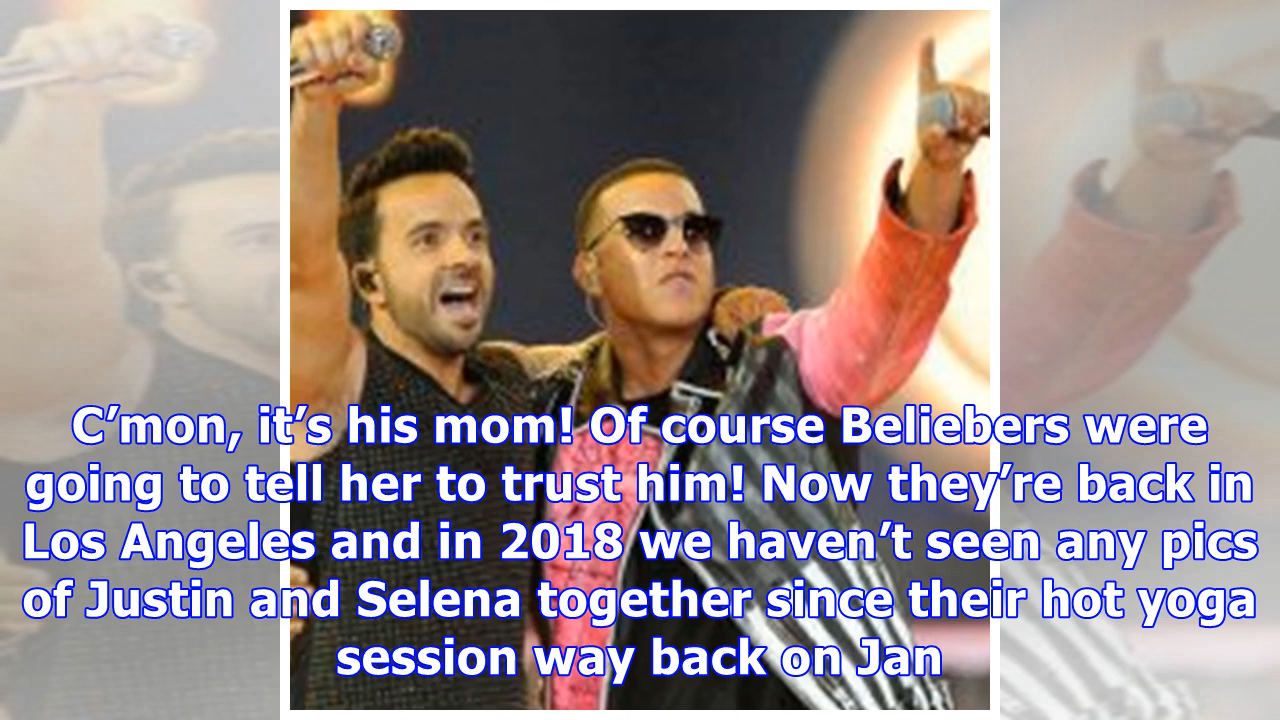 C’mon, it’s his mom! Of course Beliebers were
going to tell her to trust him! Now they’re back in
Los Angeles and in 2018 we haven’t seen any pics
of Justin and Selena together since their hot yoga
session way back on Jan